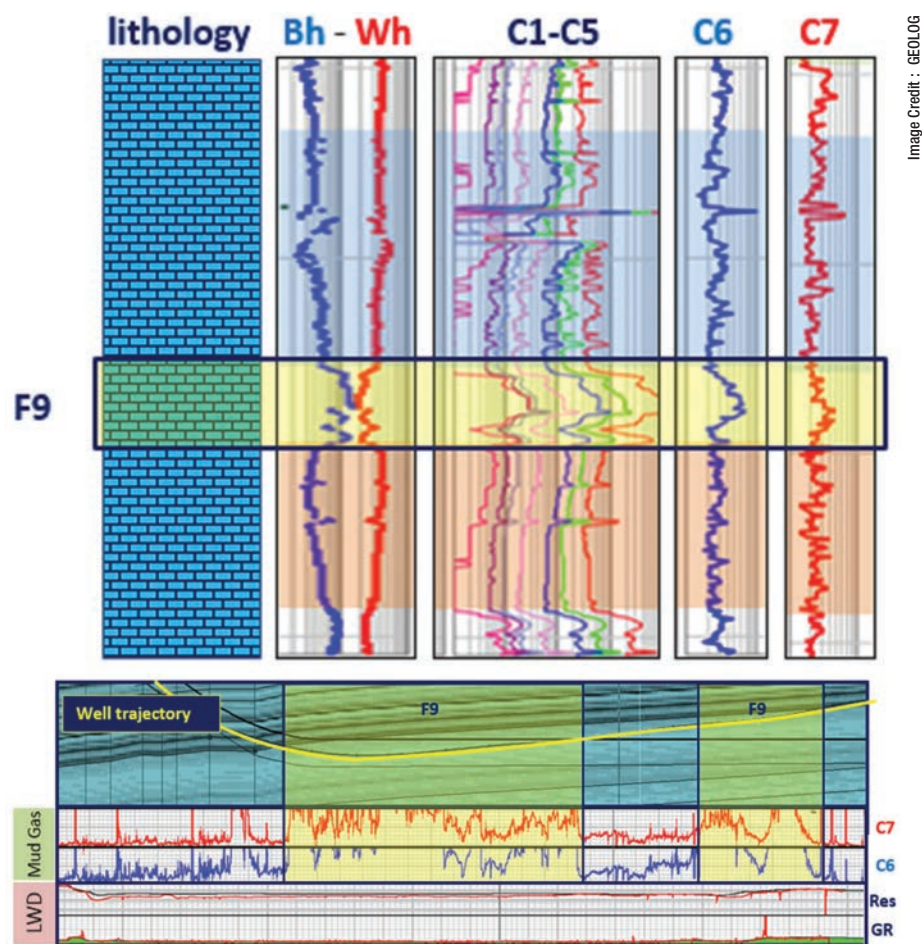 lithology Bh - Wh C1-C5 C6 C7
Image Credit : GEOLOG
F9
Well trajectory
F9
F9
Mud Gas
C7
C6
LWD
Res
GR